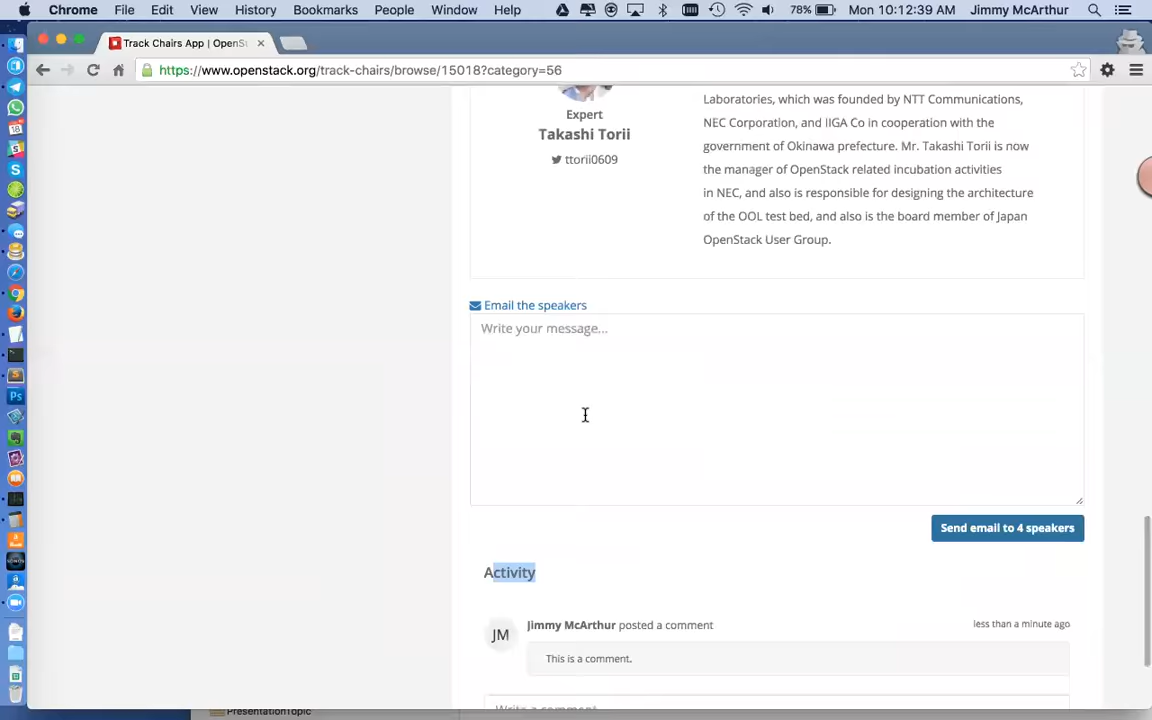 Chrome File Edit View History Bookmarks People Window Help 78% Mon 10:12:39 AM Jimmy McArthur
Track Chairs App | OpenSt
https://www.openstack.org/track-chairs/browse/15018?category=56
Expert
Takashi Torii
ttorii0609
Laboratories, which was founded by NTT Communications,
NEC Corporation, and IIGA Co in cooperation with the
government of Okinawa prefecture. Mr. Takashi Torii is now
the manager of OpenStack related incubation activities
in NEC, and also is responsible for designing the architecture
of the OOL test bed, and also is the board member of Japan
OpenStack User Group.
Email the speakers
Write your message...
Send email to 4 speakers
Activity
JM
Jimmy McArthur posted a comment
less than a minute ago
This is a comment.
Write a comment
PresentationTopic